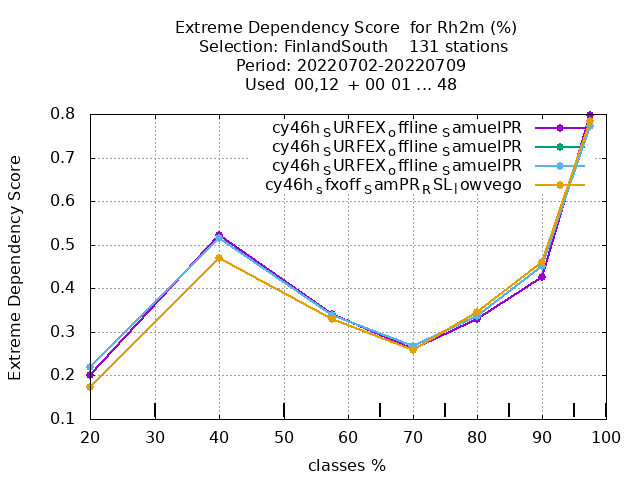 Extreme Dependency Score for Rh2m (%)
Selection: FinlandSouth 131 stations
Period: 20220702-20220709
Used 00,12 + 00 01 ... 48
cy46h_SURFEX_offline_SamuelPR
cy46h_SURFEX_offline_SamuelPR
cy46h_SURFEX_offline_SamuelPR
cy46h_sfxoff_SamPR_RSL_lowvego
Extreme Dependency Score
0.8
0.7
0.6
0.5
0.4
0.3
0.2
0.1
20 30 40 50 60 70 80 90 100
classes %